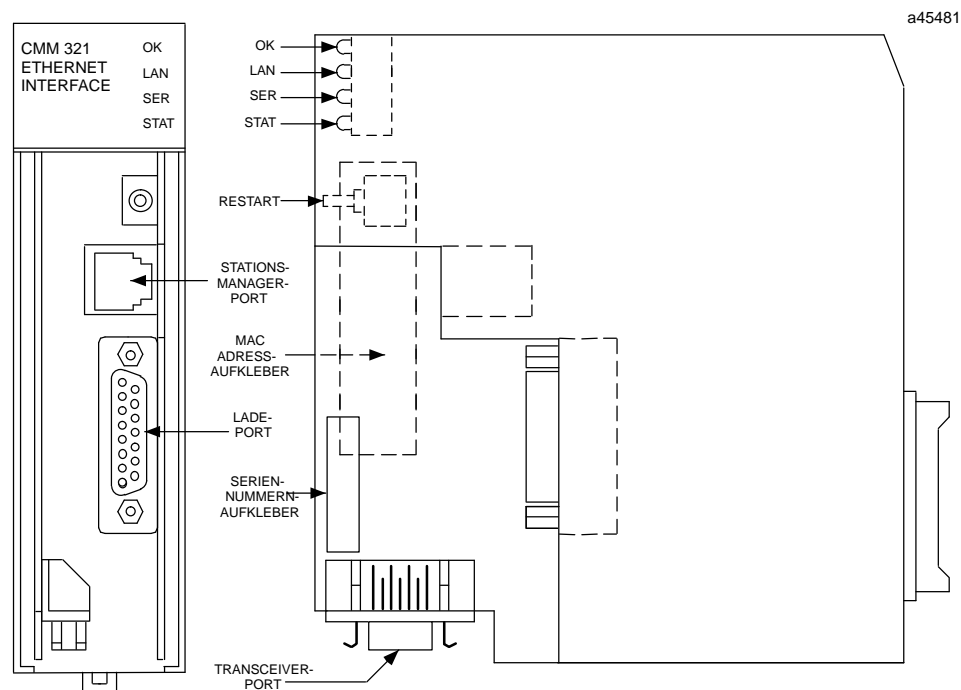 a45481
CMM 321
ETHERNET
INTERFACE
OK
LAN
SER
STAT
OK
LAN
SER
STAT
RESTART
STATIONS-
MANAGER-
PORT
MAC
ADRESS-
AUFKLEBER
LADE-
PORT
SERIEN-
NUMMERN-
AUFKLEBER
TRANSCEIVER-
PORT